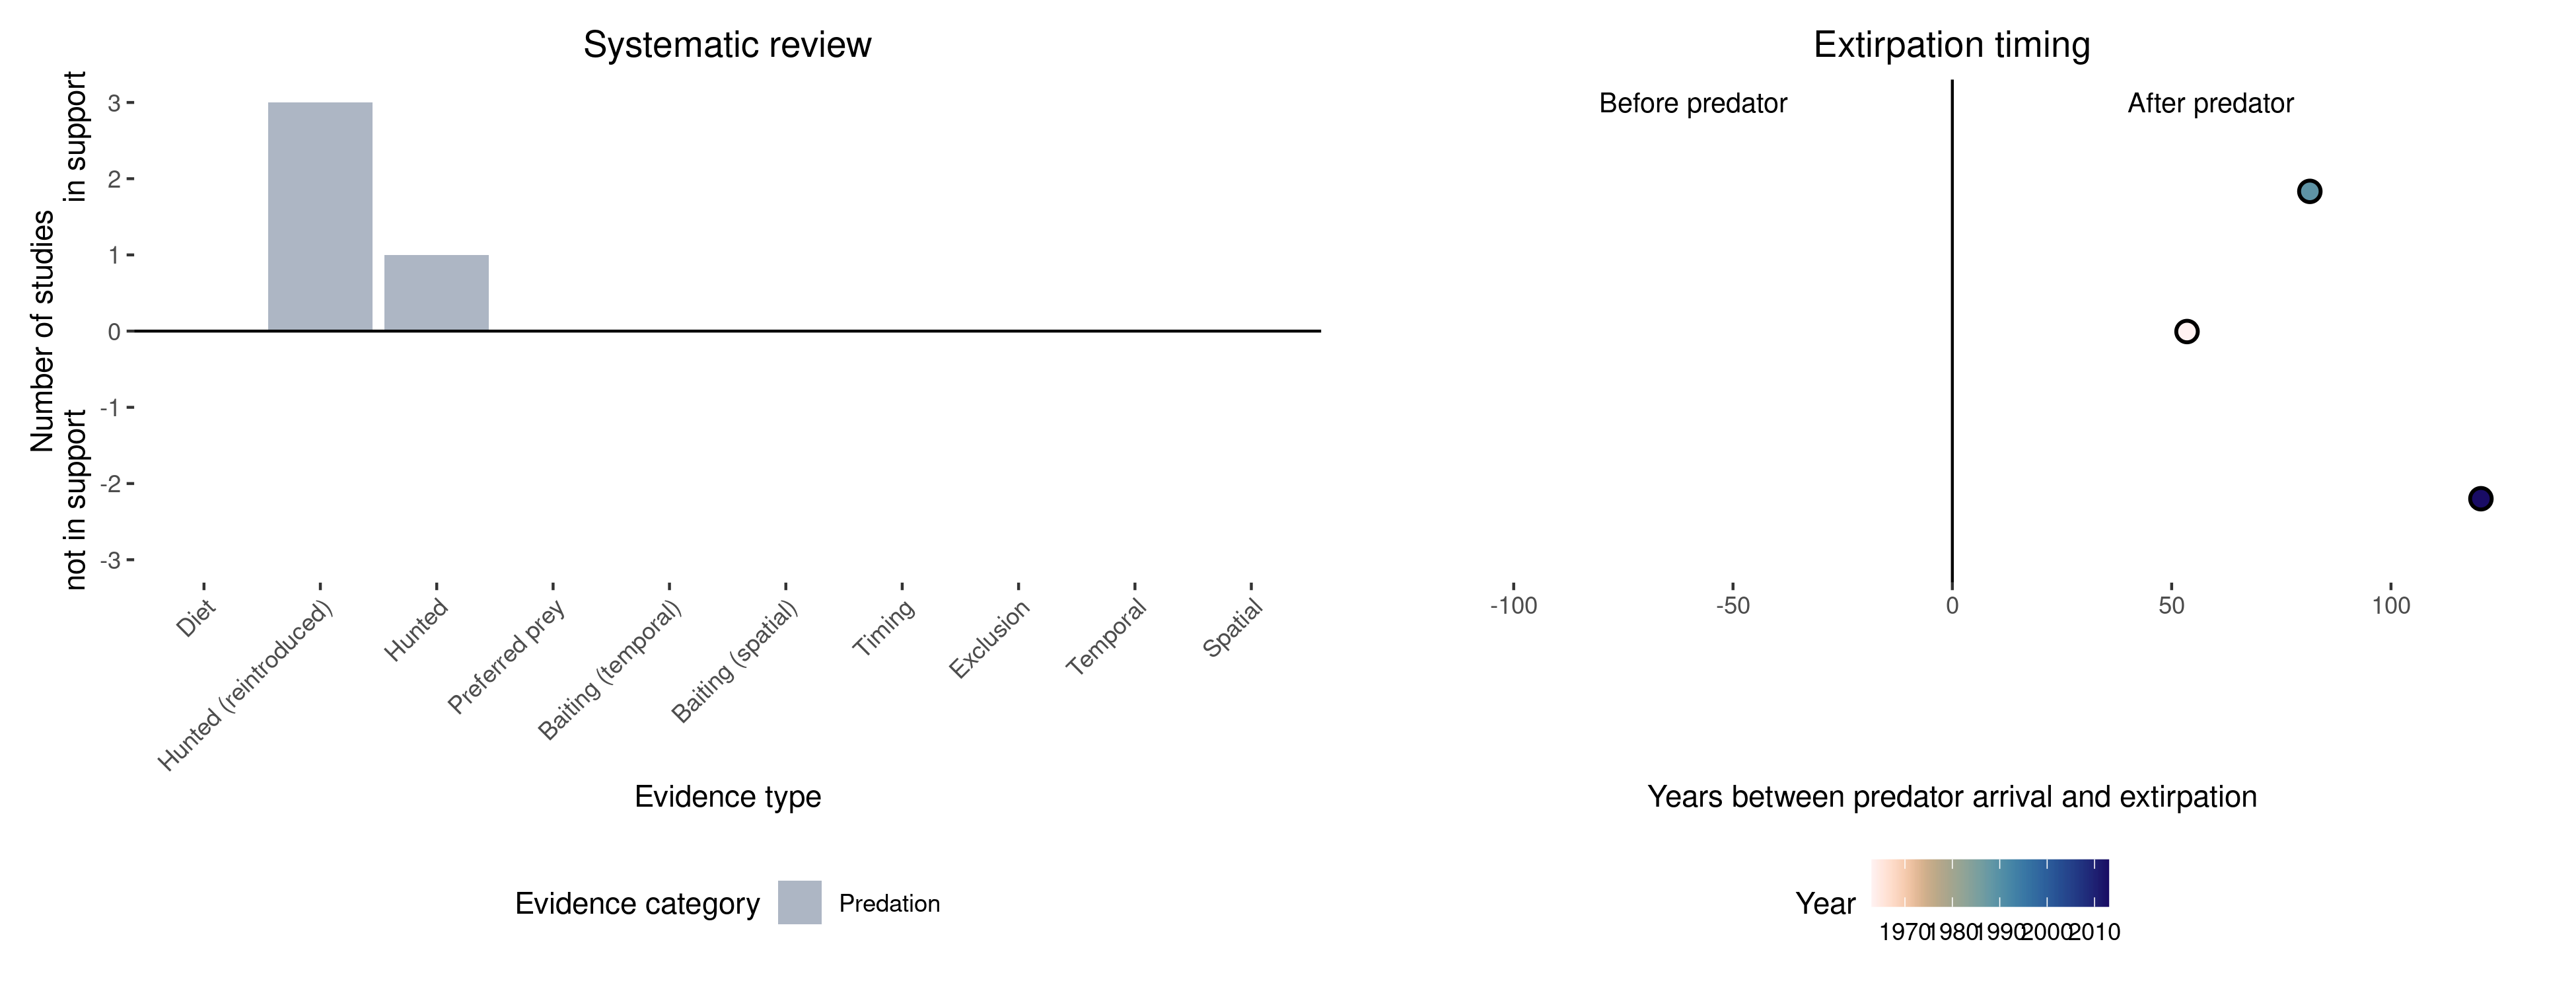 Systematic review
Number of studies
in support
not in support
3
2
1
0
-1
-2
-3
Diet
Hunted (reintroduced)
Hunted
Preferred prey
Baiting (temporal)
Baiting (spatial)
Timing
Exclusion
Temporal
Spatial
Evidence type
Evidence category
Predation
Extirpation timing
Before predator
After predator
-100
-50
0
50
100
Years between predator arrival and extirpation
Year
1970
1980
1990
2000
2010